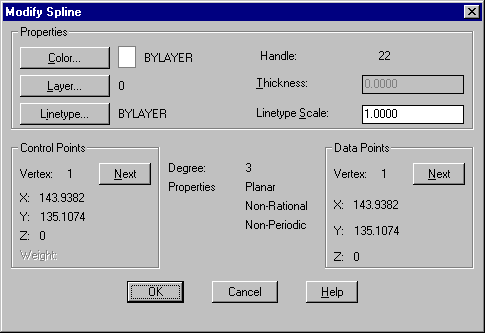 Modify Spline
Properties
Color... BYLAYER Handle: 22
Layer... 0 Thickness: 0.0000
Linetype... BYLAYER Linetype Scale: 1.0000
Control Points
Vertex: 1 Next
X: 143.9382
Y: 135.1074
Z: 0
Weight:
Degree: 3
Properties Planar
Non-Rational
Non-Periodic
Data Points
Vertex: 1 Next
X: 143.9382
Y: 135.1074
Z: 0
OK Cancel Help